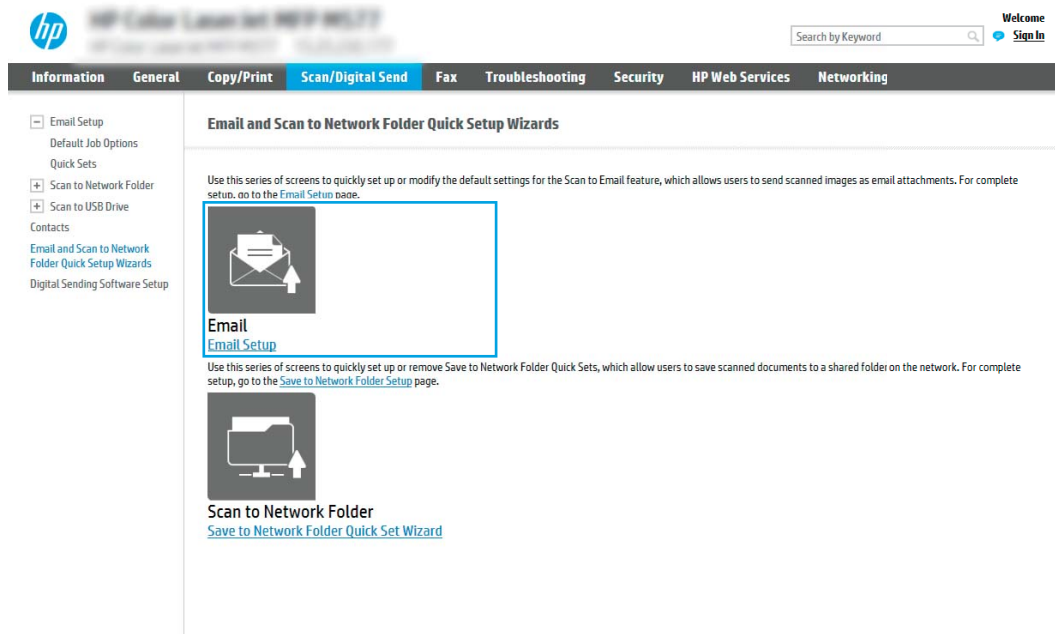 hp
Welcome
Search by Keyword
Sign In
Information General Copy/Print Scan/Digital Send Fax Troubleshooting Security HP Web Services Networking
Email Setup
Default Job Options
Quick Sets
Scan to Network Folder
Scan to USB Drive
Contacts
Email and Scan to Network
Folder Quick Setup Wizards
Digital Sending Software Setup
Email and Scan to Network Folder Quick Setup Wizards
Use this series of screens to quickly set up or modify the default settings for the Scan to Email feature, which allows users to send scanned images as email attachments. For complete
setup, go to the Email Setup page.
Email
Email Setup
Use this series of screens to quickly set up or remove Save to Network Folder Quick Sets, which allow users to save scanned documents to a shared folder on the network. For complete
setup, go to the Save to Network Folder Setup page.
Scan to Network Folder
Save to Network Folder Quick Set Wizard